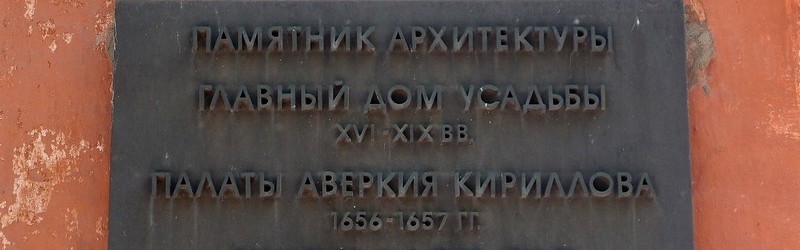 ПАМЯТНИК АРХИТЕКТУРЫ
ГЛАВНЫЙ ДОМ УСАДЬБЫ
XVI-XIX ВВ.
ПАЛАТЫ АВЕРКИЯ КИРИЛЛОВА
1656-1657 ГГ.